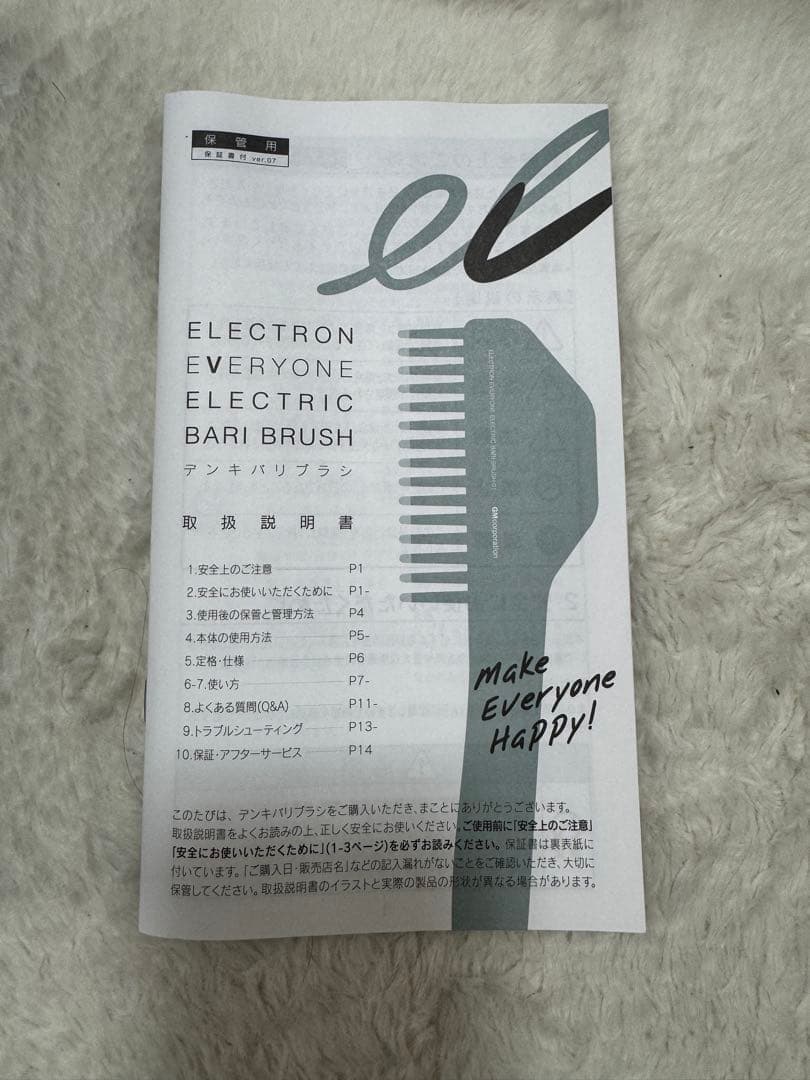 保管用
保証書付 ver.07
el
ELECTRON
EVERYONE
ELECTRIC
BARI BRUSH
デンキバリブラシ
取扱説明書
1.安全上のご注意 P1
2.安全にお使いいただくために P1-
3.使用後の保管と管理方法 P4
4.本体の使用方法 P5-
5.定格・仕様 P6
6-7.使い方 P7-
8.よくある質問(Q&A) P11-
9.トラブルシューティング P13-
10.保証・アフターサービス P14
ELECTRON EVERYONE ELECTRIC BARI BRUSH
GMcorporation
Make
Everyone
Happy!
このたびは、デンキバリブラシをご購入いただき、まことにありがとうございます。
取扱説明書をよくお読みの上、正しく安全にお使いください。ご使用前に「安全上のご注意」
「安全にお使いいただくために」(1-3ページ)を必ずお読みください。保証書は裏表紙に
付いています。「ご購入日・販売店名」などの記入漏れがないことをご確認いただき、大切に
保管してください。取扱説明書のイラストと実際の製品の形状が異なる場合があります。